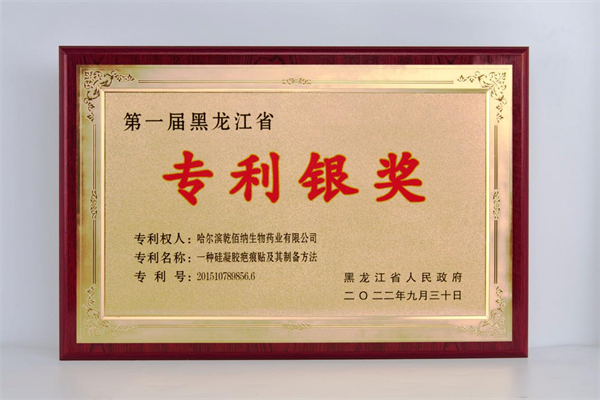 第一届黑龙江省
专利银奖
专利权人：哈尔滨乾佰纳生物药业有限公司
专利名称：一种硅凝胶疤痕贴及其制备方法
专利号：201510789856.6
黑龙江省人民政府
二〇二二年九月三十日